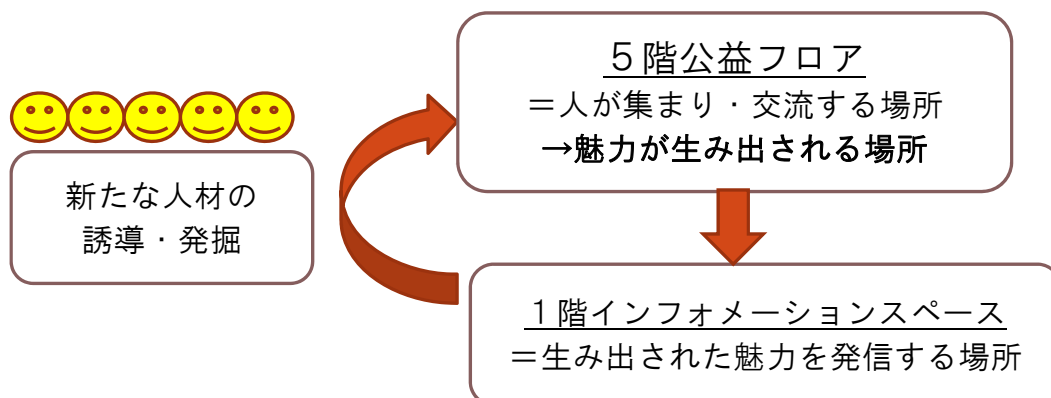 ５階公益フロア
＝人が集まり・交流する場所
→魅力が生み出される場所
新たな人材の
誘導・発掘
１階インフォメーションスペース
＝生み出された魅力を発信する場所